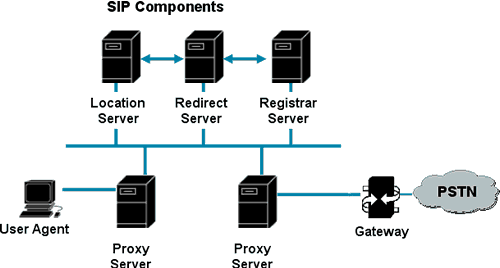 SIP Components
Location
Server
Redirect
Server
Registrar
Server
User Agent
Proxy
Server
Proxy
Server
Gateway
PSTN